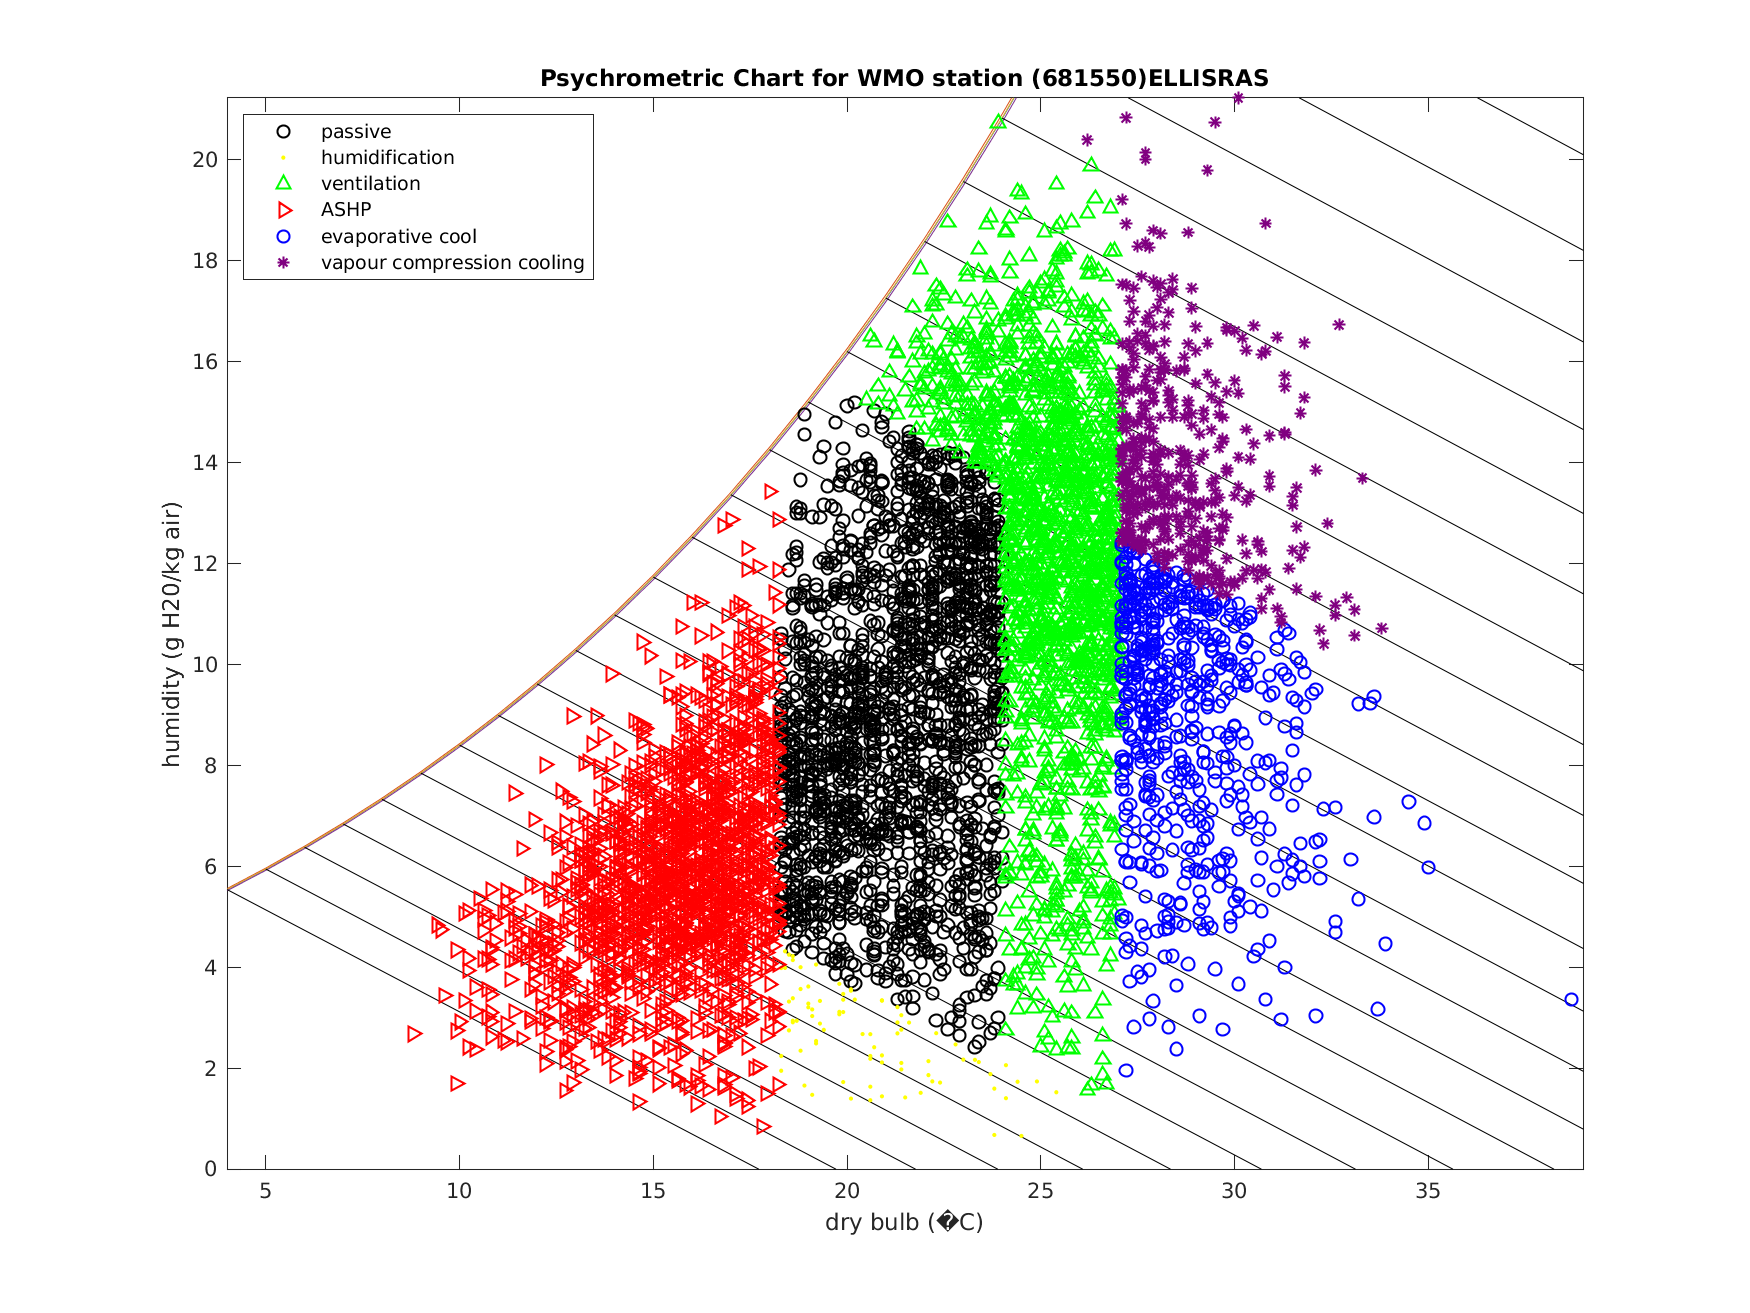 Psychrometric Chart for WMO station (681550)ELLISRAS
passive
humidification
ventilation
ASHP
evaporative cool
vapour compression cooling
humidity (g H20/kg air)
20
18
16
14
12
10
8
6
4
2
0
5 10 15 20 25 30 35
dry bulb (�C)